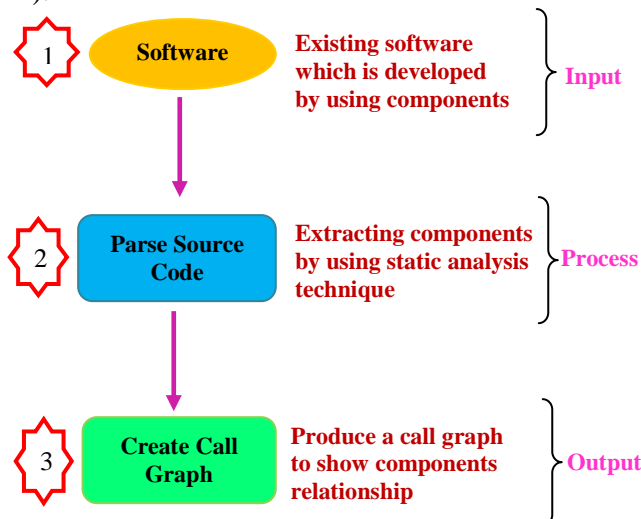 ).
1
Software
Existing software
which is developed
by using components
Input
2
Parse Source
Code
Extracting components
by using static analysis
technique
Process
3
Create Call
Graph
Produce a call graph
to show components
relationship
Output